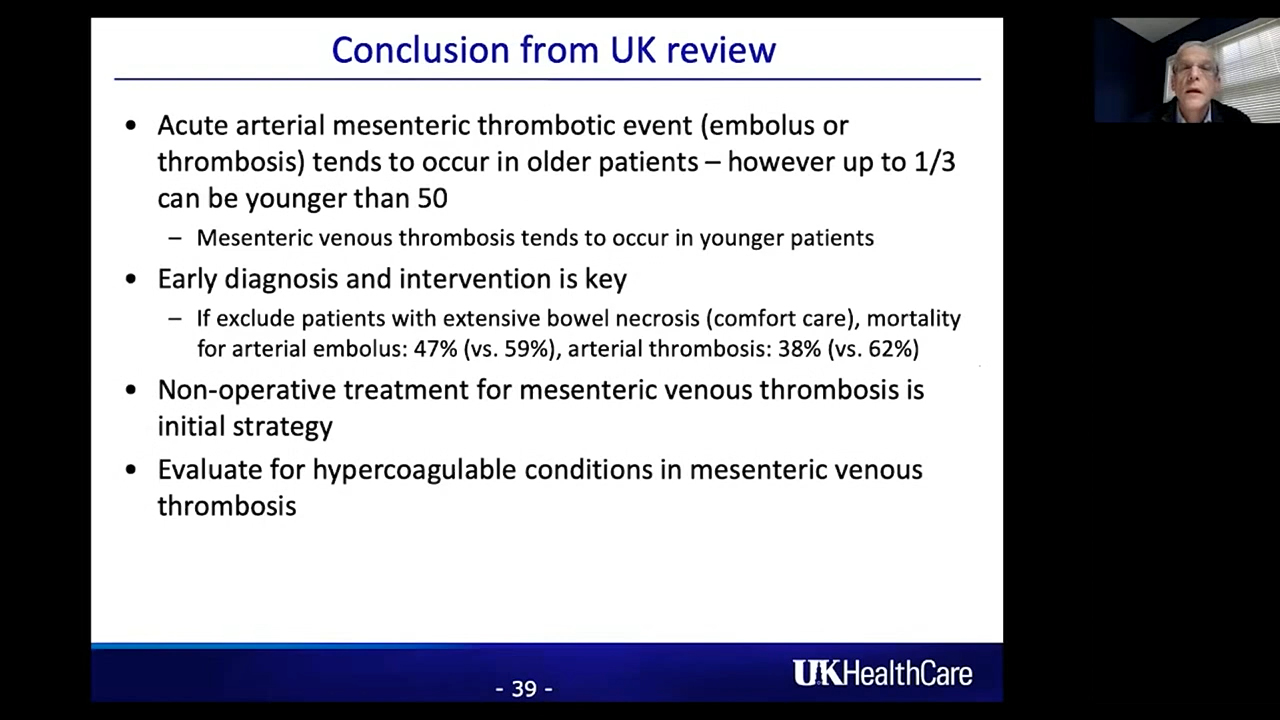 Conclusion from UK review
• Acute arterial mesenteric thrombotic event (embolus or
thrombosis) tends to occur in older patients – however up to 1/3
can be younger than 50
– Mesenteric venous thrombosis tends to occur in younger patients
• Early diagnosis and intervention is key
– If exclude patients with extensive bowel necrosis (comfort care), mortality
for arterial embolus: 47% (vs. 59%), arterial thrombosis: 38% (vs. 62%)
• Non-operative treatment for mesenteric venous thrombosis is
initial strategy
• Evaluate for hypercoagulable conditions in mesenteric venous
thrombosis
- 39 -
UKHealthCare